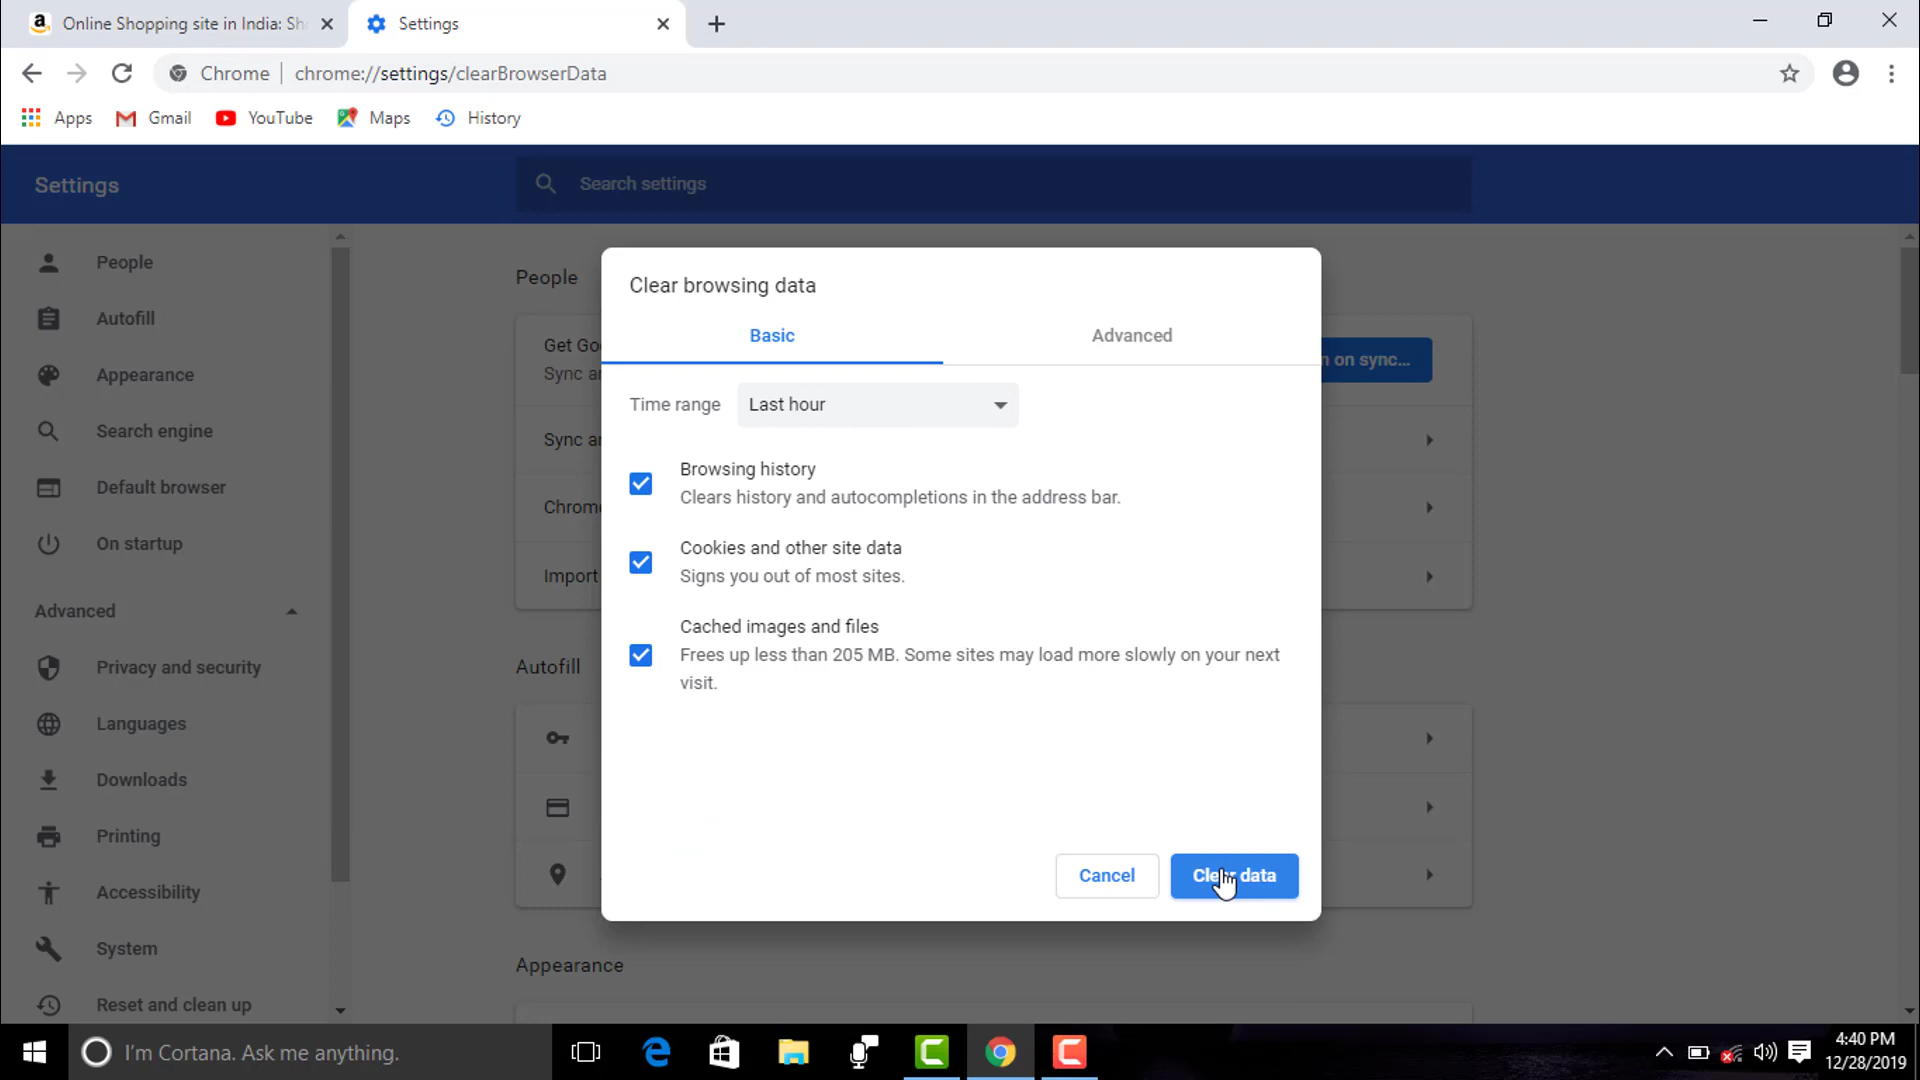 Online Shopping site in India: Sh
Settings
Chrome
chrome://settings/clearBrowserData
Apps
Gmail
YouTube
Maps
History
Settings
Search settings
People
Autofill
Appearance
Search engine
Default browser
On startup
Advanced
Privacy and security
Languages
Downloads
Printing
Accessibility
System
Reset and clean up
People
Get Go
Sync a
n on sync...
Sync a
Chrom
Import
Autofill
Appearance
Clear browsing data
Basic
Advanced
Time range
Last hour
Browsing history
Clears history and autocompletions in the address bar.
Cookies and other site data
Signs you out of most sites.
Cached images and files
Frees up less than 205 MB. Some sites may load more slowly on your next
visit.
Cancel
Clear data
I'm Cortana. Ask me anything.
4:40 PM
12/28/2019